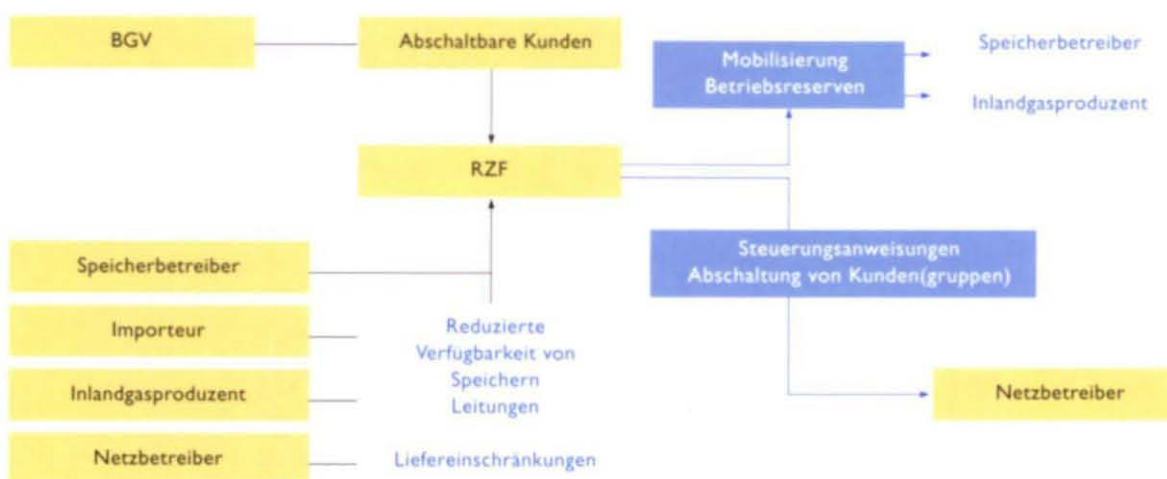 BGV
Abschaltbare Kunden
Mobilisierung
Betriebsreserven
Speicherbetreiber
Inlandgasproduzent
RZF
Steuerungsanweisungen
Abschaltung von Kunden(gruppen)
Speicherbetreiber
Importeur
Inlandgasproduzent
Netzbetreiber
Reduzierte
Verfügbarkeit von
Speichern
Leitungen
Liefereinschränkungen
Netzbetreiber